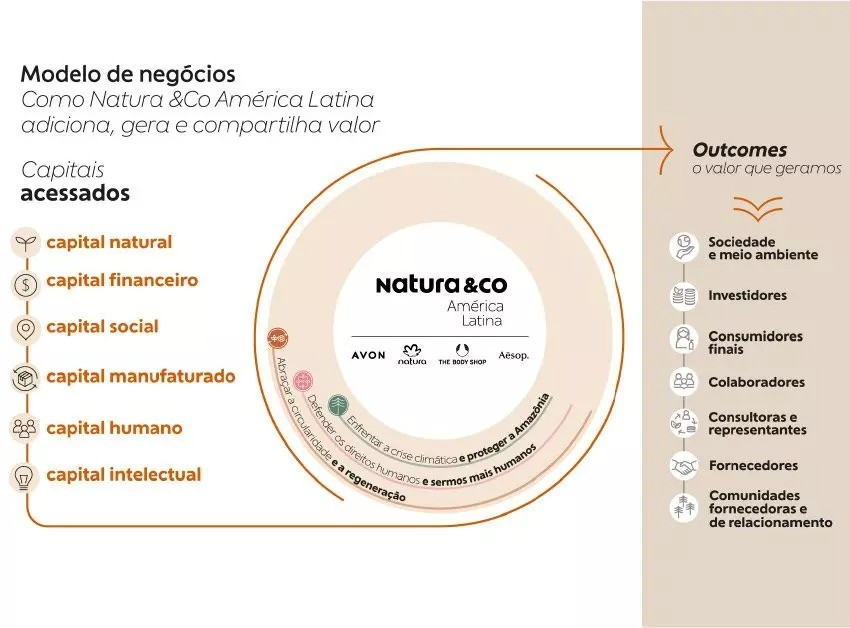 Modelo de negócios
Como Natura &Co América Latina
adiciona, gera e compartilha valor
Capitais
acessados
capital natural
capital financeiro
capital social
capital manufaturado
capital humano
capital intelectual
natura &co
América
Latina
AVON
natura
THE BODY SHOP
Aēsop.
Enfrentar a crise climática e proteger a Amazônia
Defender os direitos humanos e sermos mais humanos
Abraçar a circularidade e a regeneração
Outcomes
o valor que geramos
Sociedade
e meio ambiente
Investidores
Consumidores
finais
Colaboradores
Consultoras e
representantes
Fornecedores
Comunidades
fornecedoras e
de relacionamento